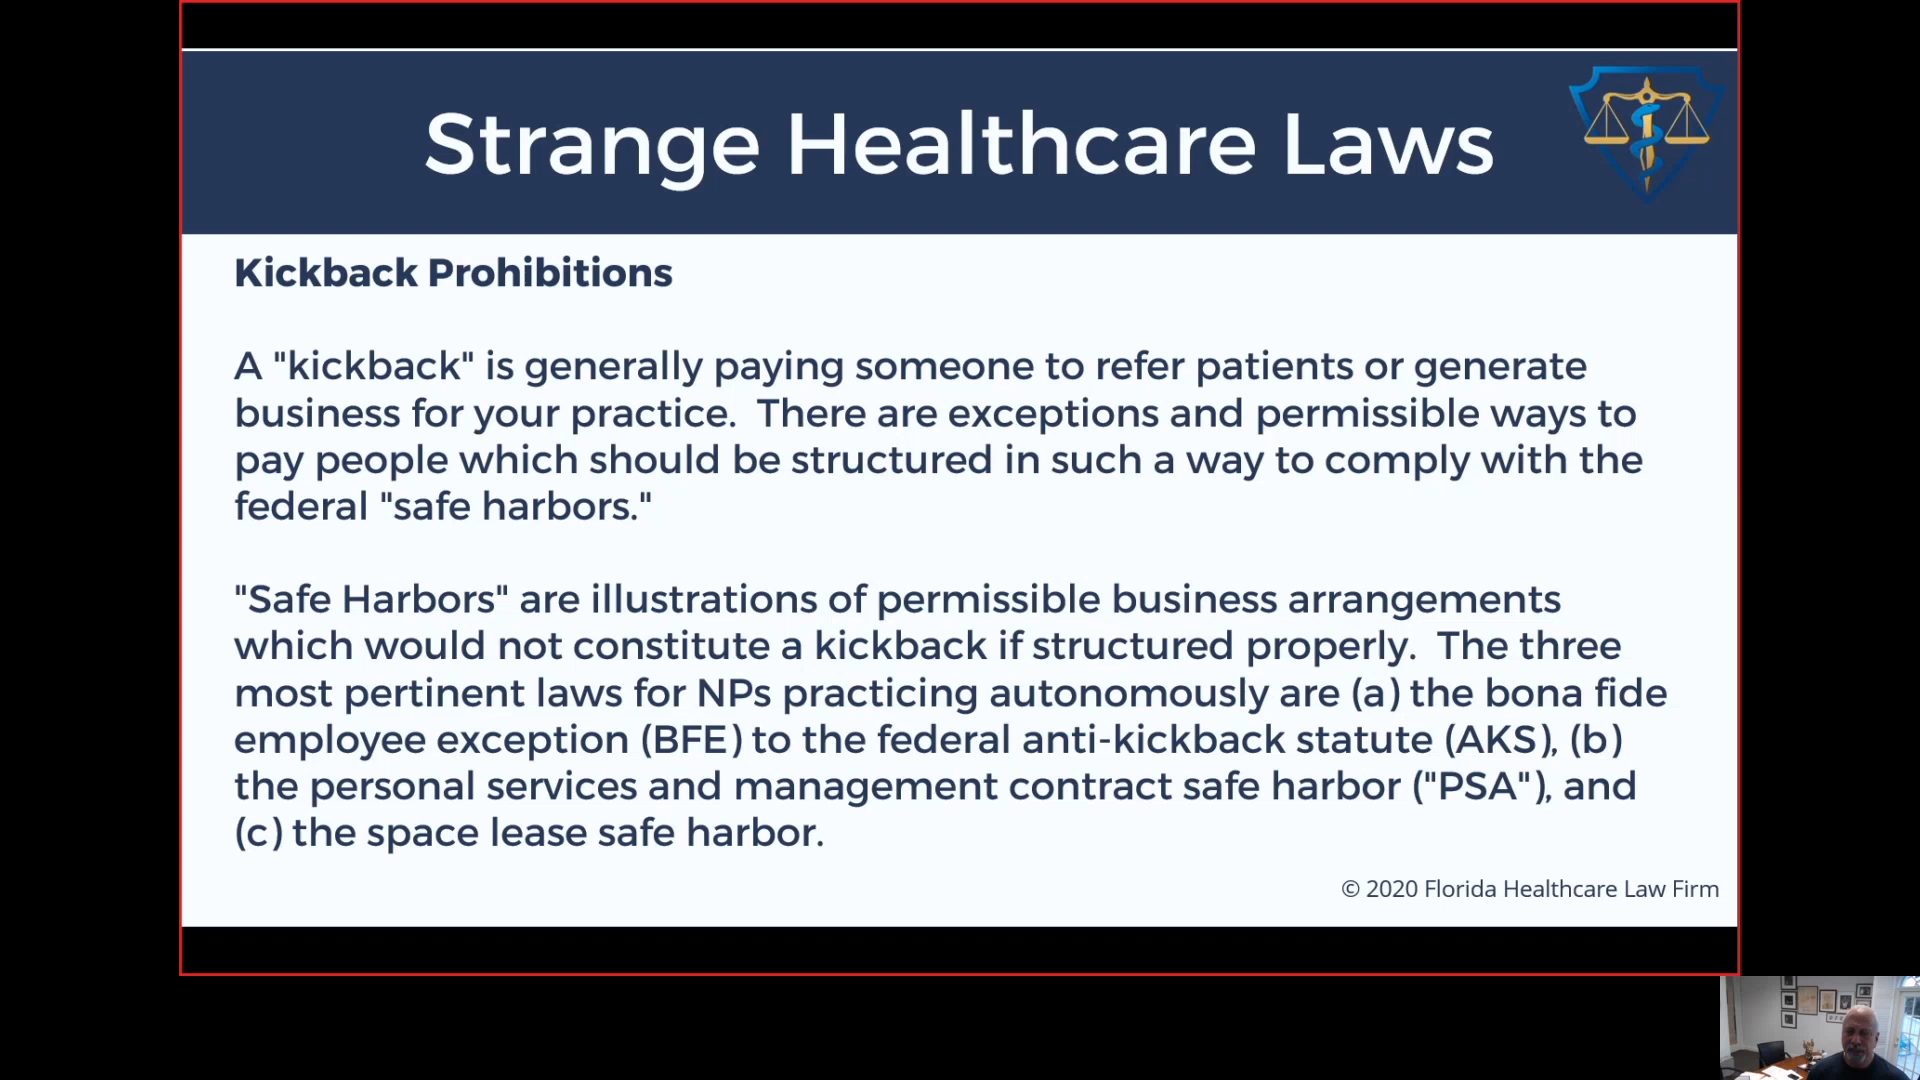 Strange Healthcare Laws
Kickback Prohibitions
A "kickback" is generally paying someone to refer patients or generate
business for your practice.  There are exceptions and permissible ways to
pay people which should be structured in such a way to comply with the
federal "safe harbors."
"Safe Harbors" are illustrations of permissible business arrangements
which would not constitute a kickback if structured properly.  The three
most pertinent laws for NPs practicing autonomously are (a) the bona fide
employee exception (BFE) to the federal anti-kickback statute (AKS), (b)
the personal services and management contract safe harbor ("PSA"), and
(c) the space lease safe harbor.
© 2020 Florida Healthcare Law Firm